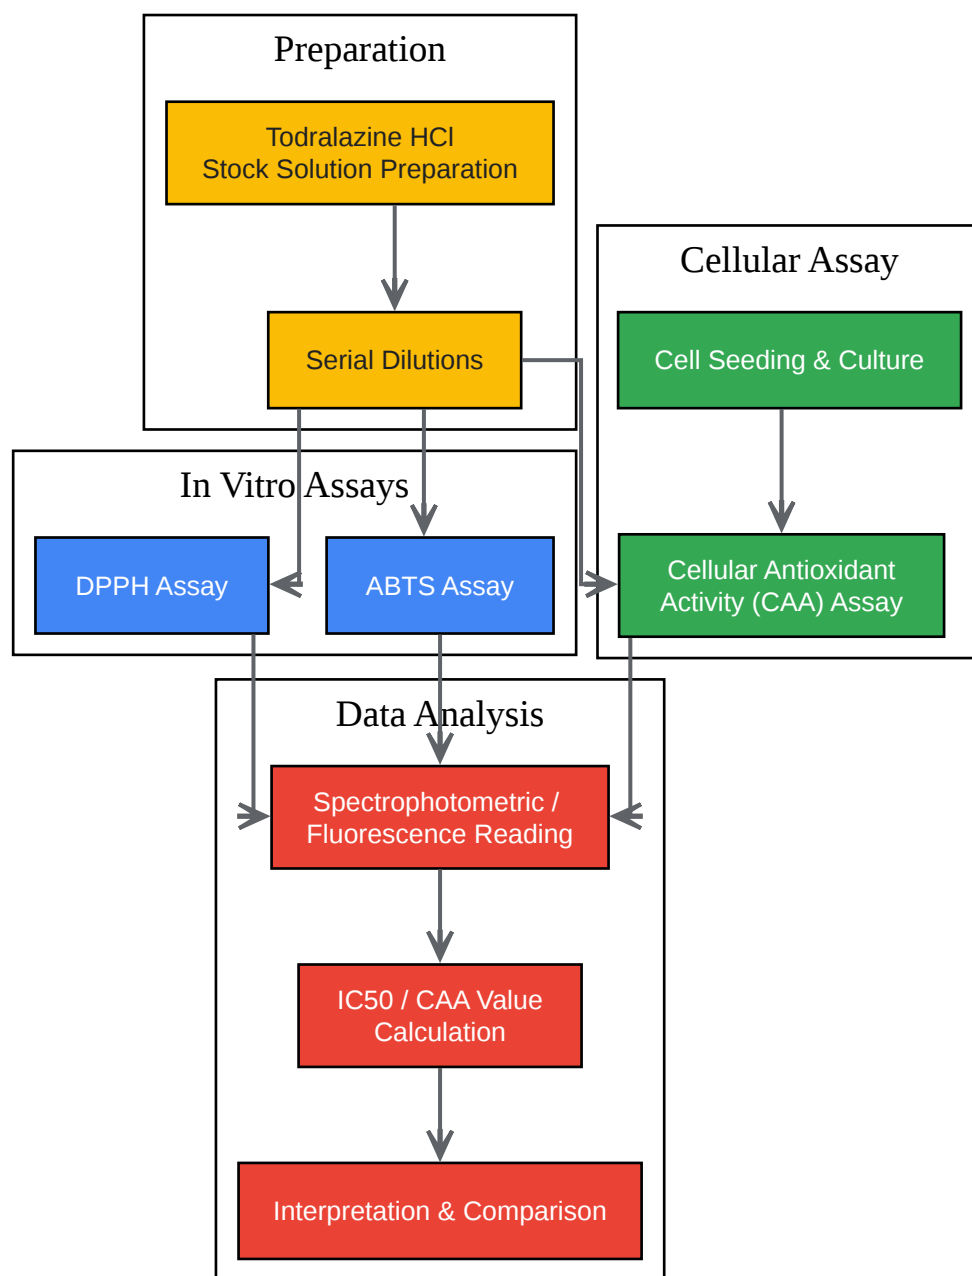 Preparation
Todralazine HCl
Stock Solution Preparation
Serial Dilutions
Cellular Assay
Cell Seeding & Culture
Cellular Antioxidant
Activity (CAA) Assay
In Vitro Assays
DPPH Assay
ABTS Assay
Data Analysis
Spectrophotometric /
Fluorescence Reading
IC50 / CAA Value
Calculation
Interpretation & Comparison